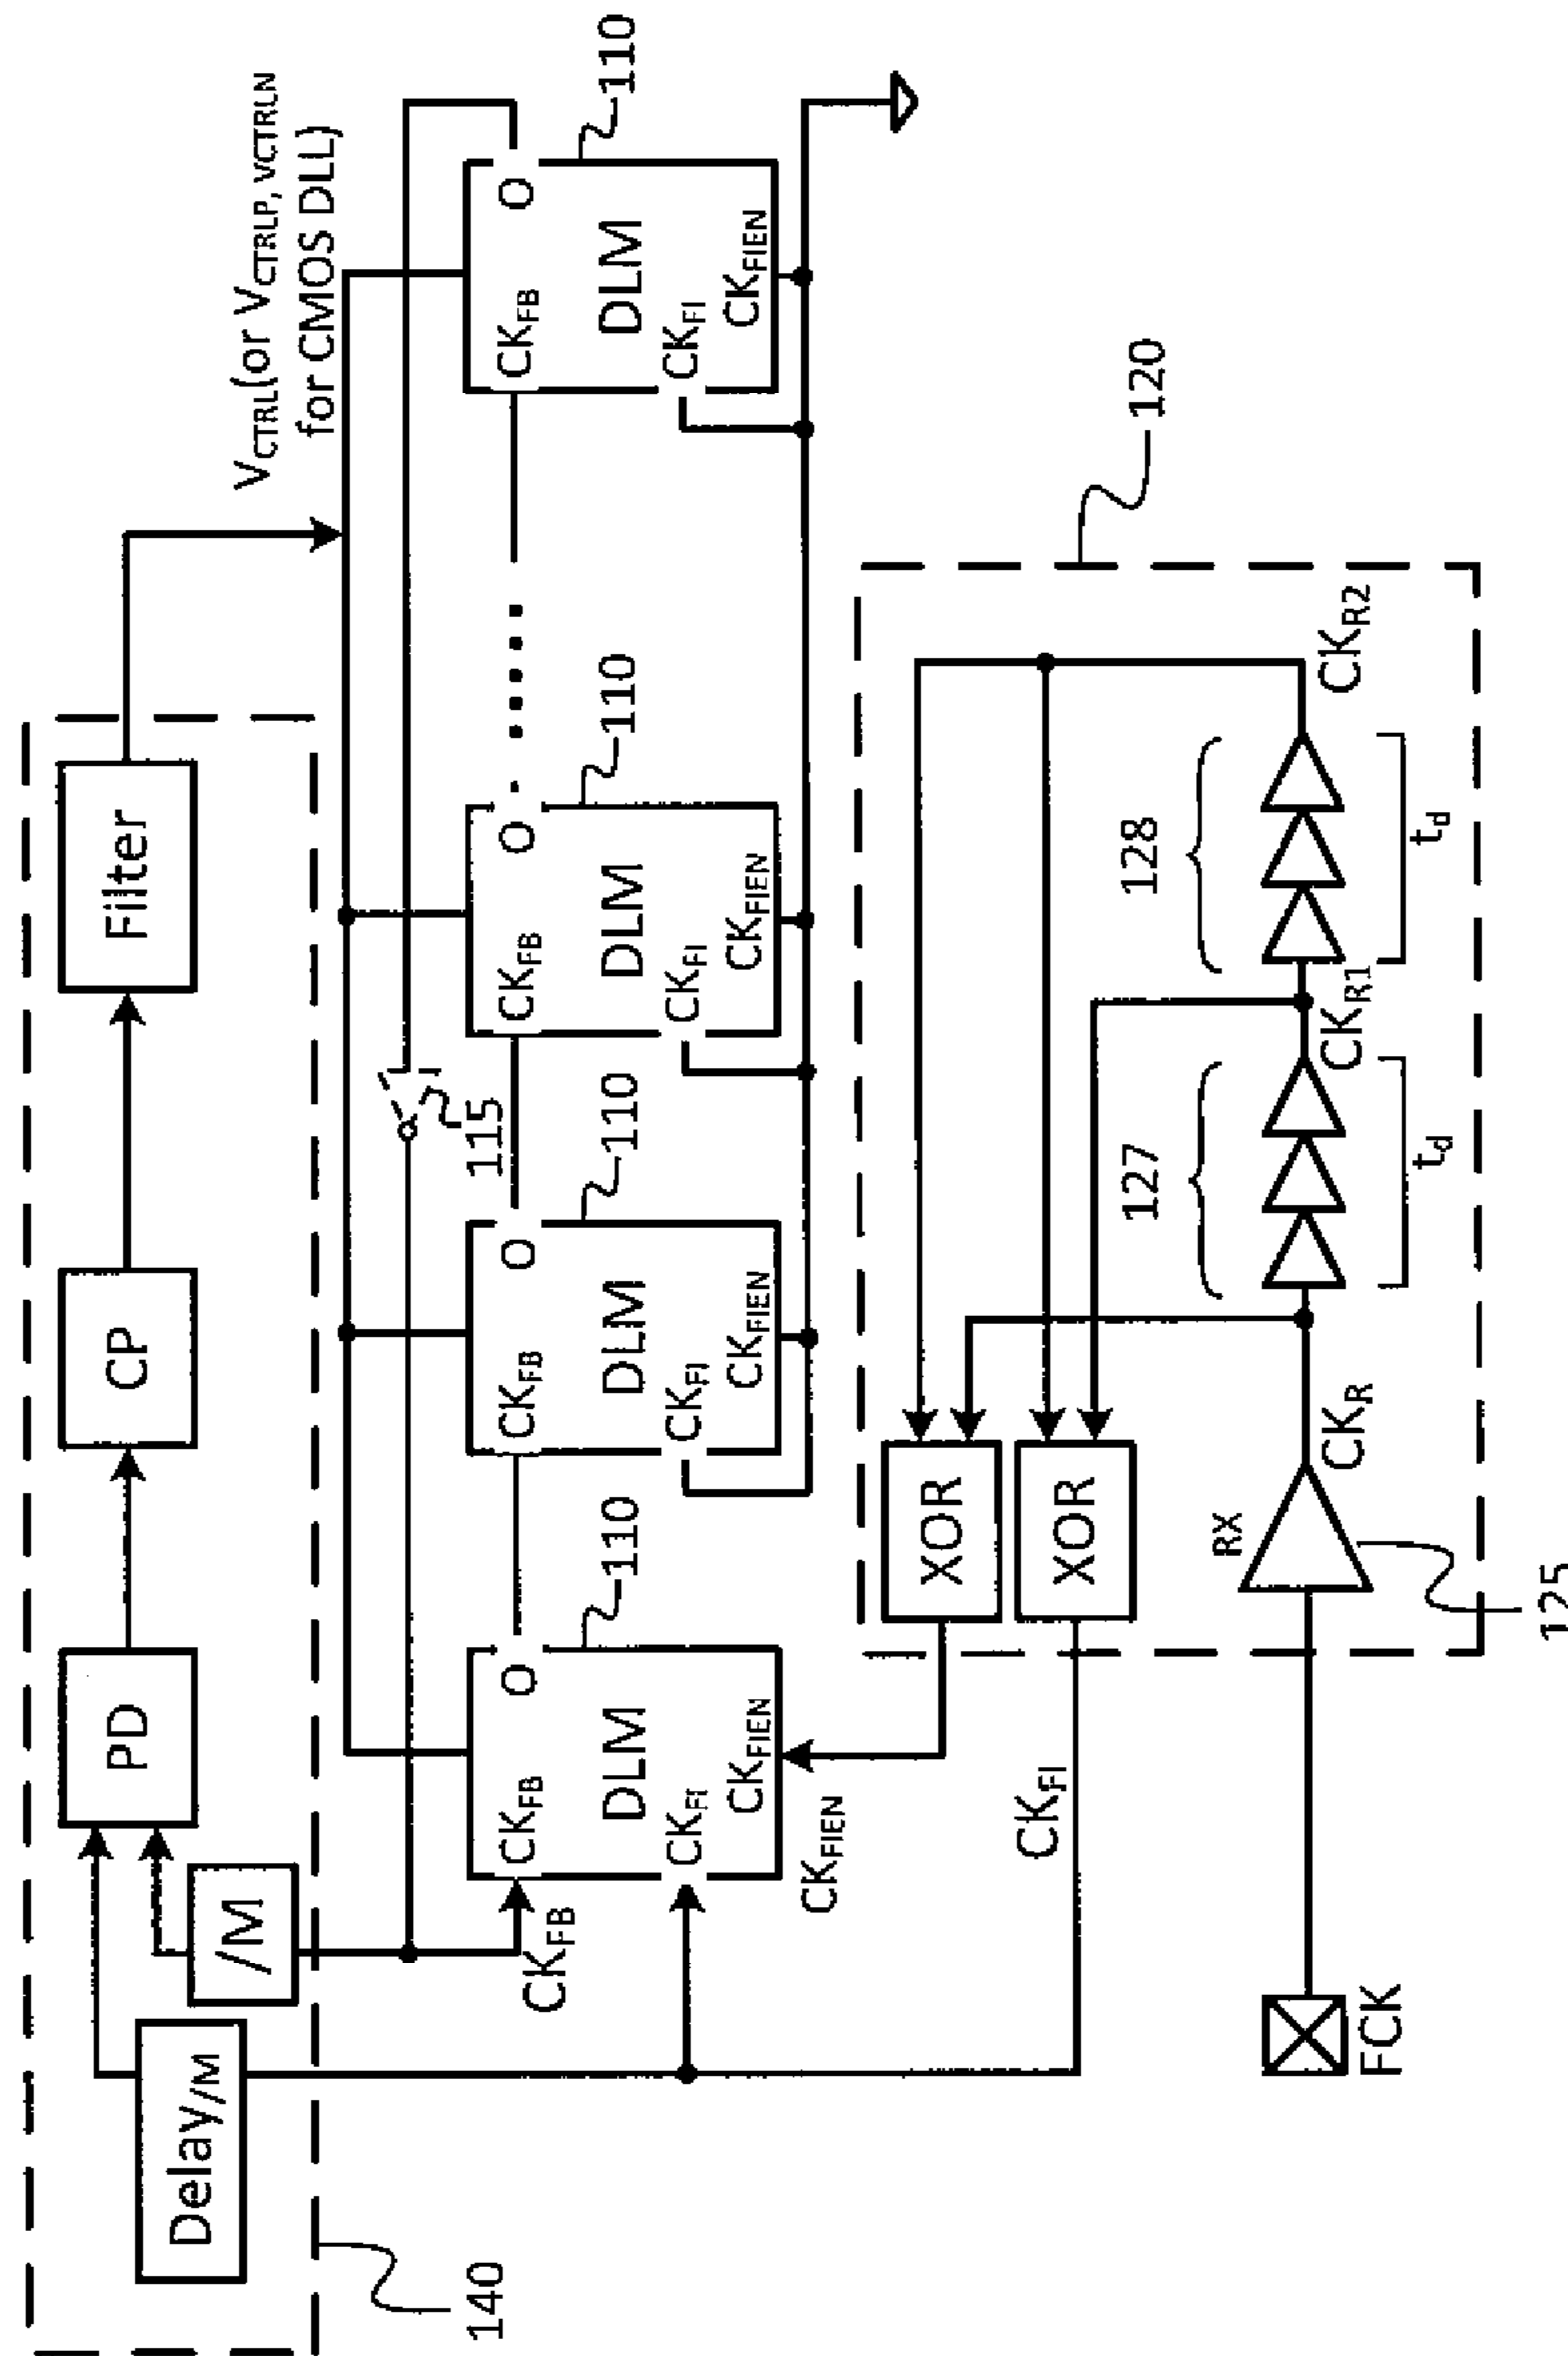 140
Delay/M
/M
PD
CP
Filter
VCTRL(or VCTRLP, VCTRLN
for CMOS DLL)
115
CKFB
CKFB
O
DLM
CKFI
CKFIEN
110
CKFB
O
DLM
CKFI
CKFIEN
110
CKFB
O
DLM
CKFI
CKFIEN
110
CKFB
O
DLM
CKFI
CKFIEN
110
CKFIEN
CKFI
XOR
XOR
120
127
128
RX
CKR
CKR1
CKR2
td
td
FCK
125